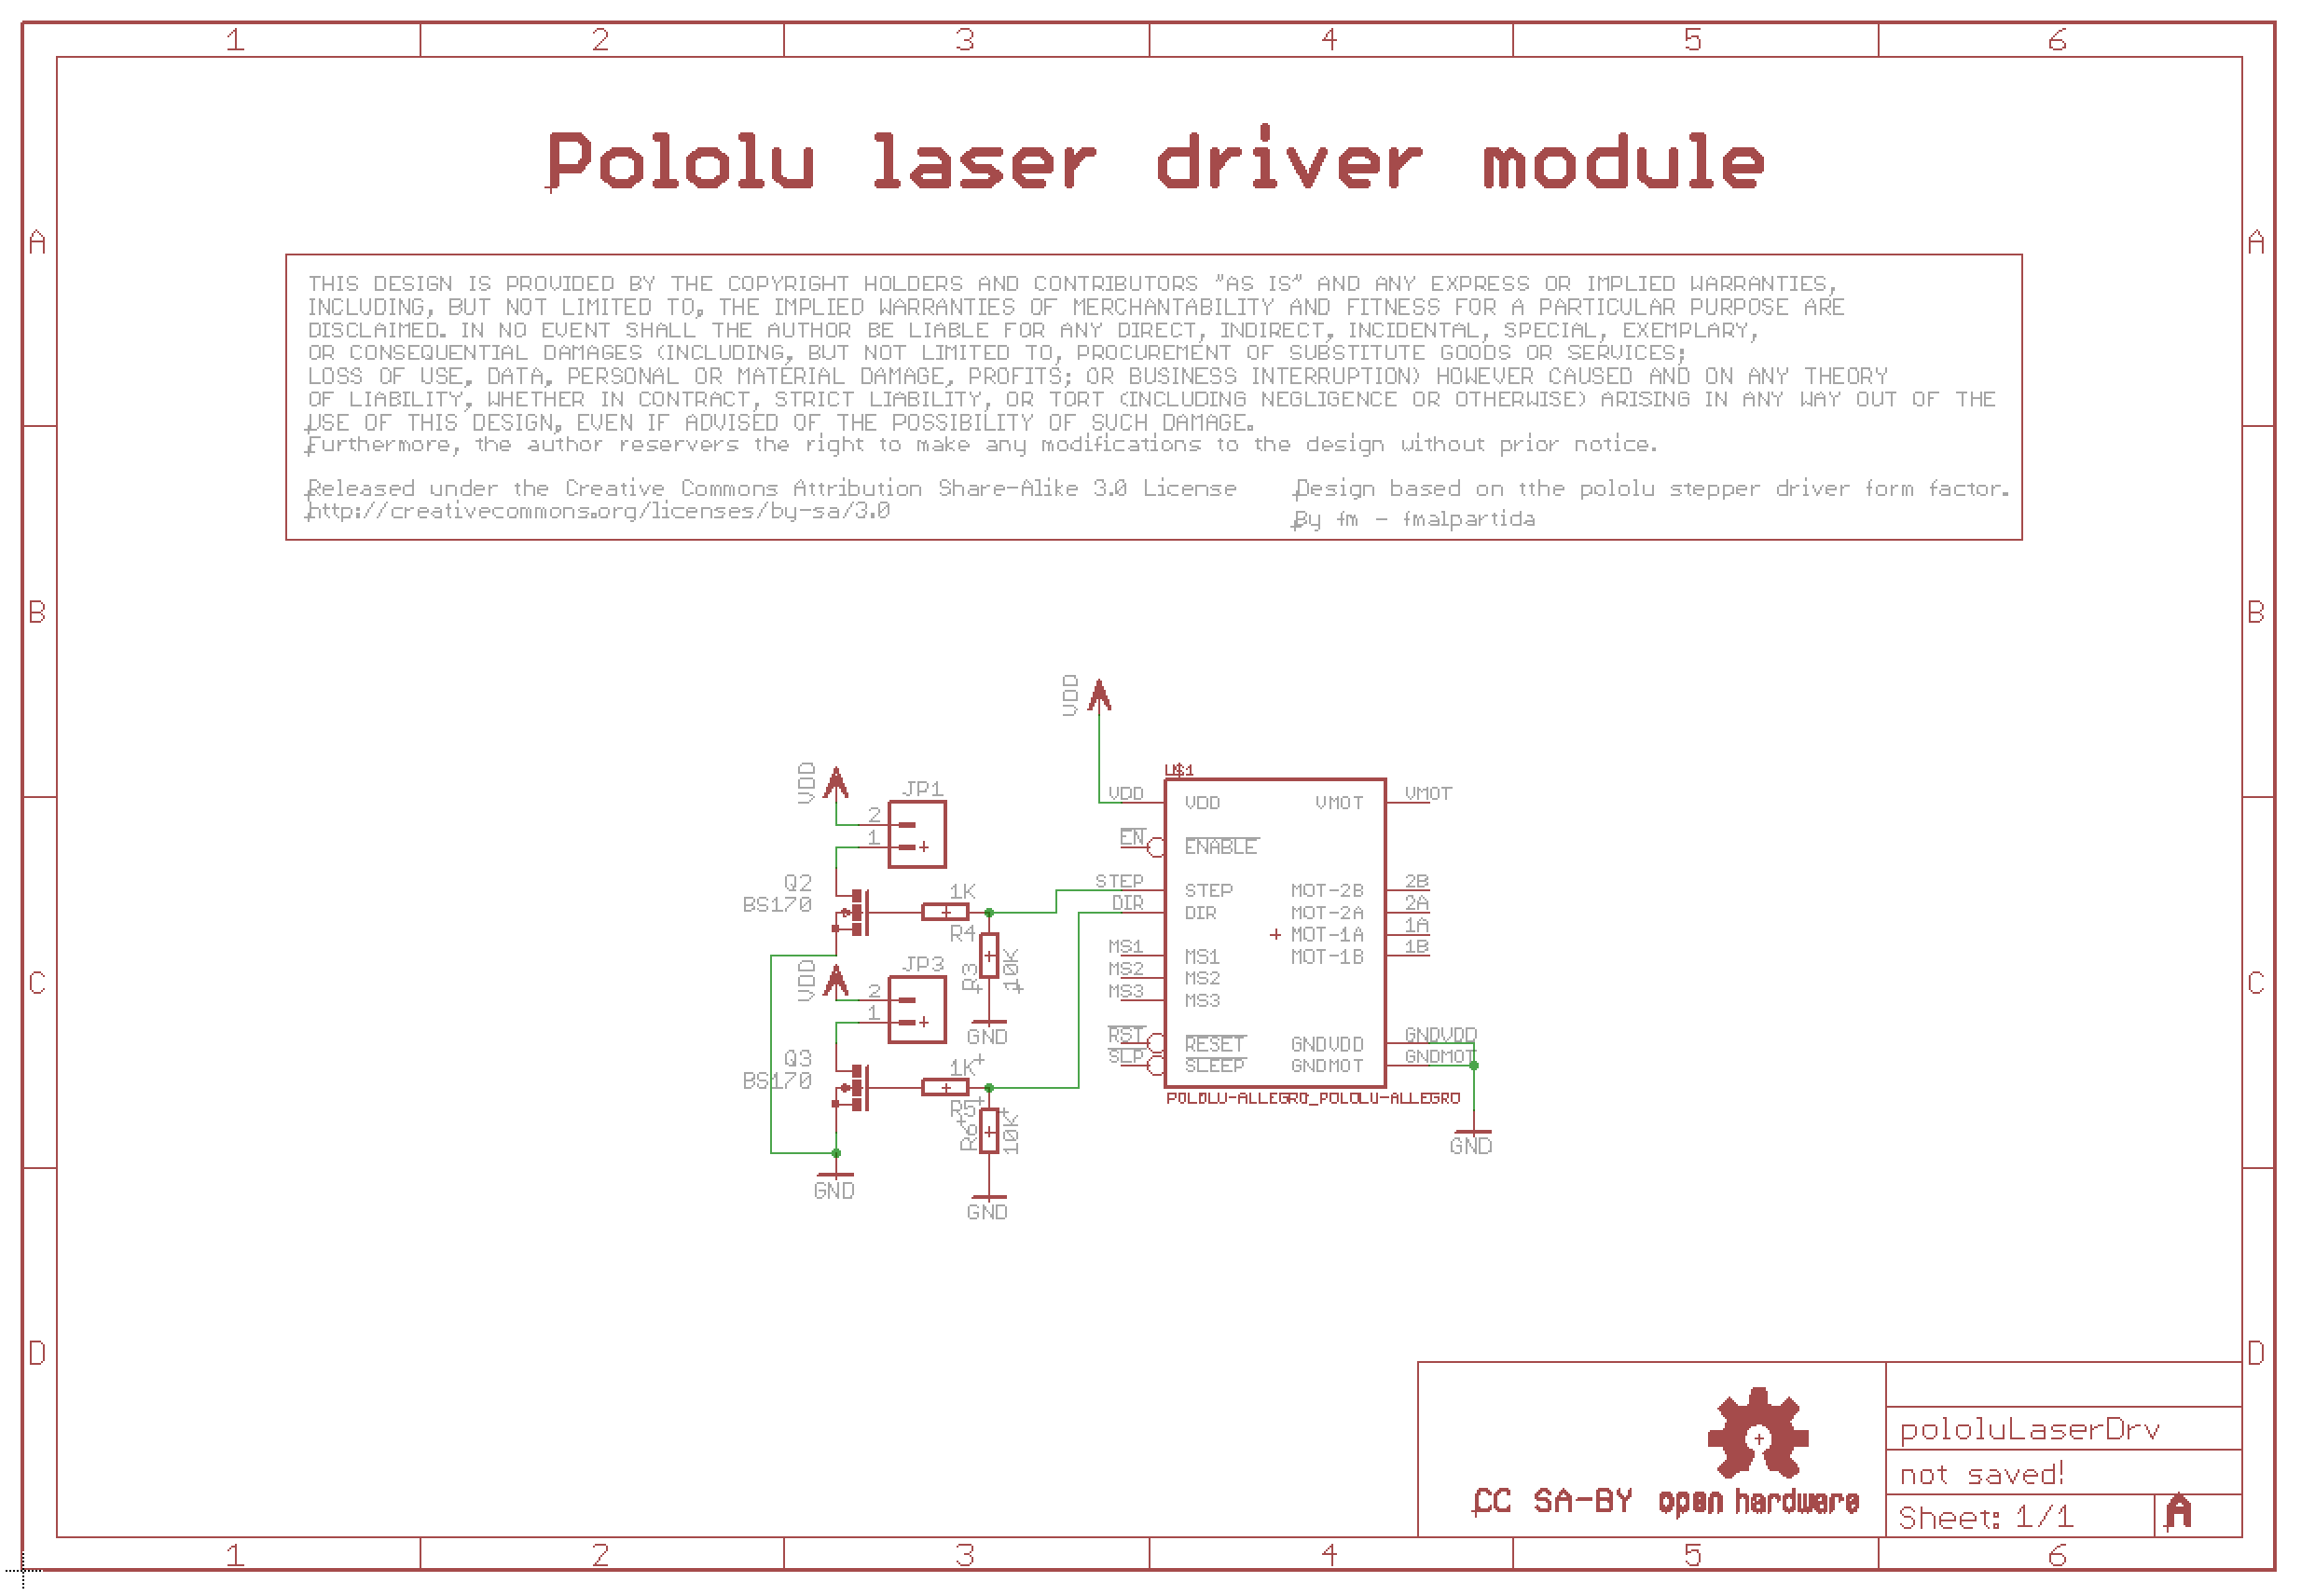 1 2 3 4 5 6
Pololu laser driver module
A A
THIS DESIGN IS PROVIDED BY THE COPYRIGHT HOLDERS AND CONTRIBUTORS "AS IS" AND ANY EXPRESS OR IMPLIED WARRANTIES,
INCLUDING, BUT NOT LIMITED TO, THE IMPLIED WARRANTIES OF MERCHANTABILITY AND FITNESS FOR A PARTICULAR PURPOSE ARE
DISCLAIMED. IN NO EVENT SHALL THE AUTHOR BE LIABLE FOR ANY DIRECT, INDIRECT, INCIDENTAL, SPECIAL, EXEMPLARY,
OR CONSEQUENTIAL DAMAGES (INCLUDING, BUT NOT LIMITED TO, PROCUREMENT OF SUBSTITUTE GOODS OR SERVICES;
LOSS OF USE, DATA, PERSONAL OR MATERIAL DAMAGE, PROFITS; OR BUSINESS INTERRUPTION) HOWEVER CAUSED AND ON ANY THEORY
OF LIABILITY, WHETHER IN CONTRACT, STRICT LIABILITY, OR TORT (INCLUDING NEGLIGENCE OR OTHERWISE) ARISING IN ANY WAY OUT OF THE
USE OF THIS DESIGN, EVEN IF ADVISED OF THE POSSIBILITY OF SUCH DAMAGE.
Furthermore, the author reservers the right to make any modifications to the design without prior notice.
Released under the Creative Commons Attribution Share-Alike 3.0 License
http://creativecommons.org/licenses/by-sa/3.0
Design based on tthe pololu stepper driver form factor.
By fm - fmalpartida
B B
VDD
VDD
JP1
2
1
Q2
BS170
1K
R4
R3
10K
GND
VDD
JP3
2
1
Q3
BS170
1K
R5
R6
10K
GND
GND
U$1
VDD VDD VMOT VMOT
EN ENABLE
STEP STEP MOT-2B 2B
DIR DIR MOT-2A 2A
MOT-1A 1A
MS1 MS1 MOT-1B 1B
MS2 MS2
MS3 MS3
RST RESET GNDVDD GNDVDD
SLP SLEEP GNDMOT GNDMOT
POLOLU-ALLEGRO_POLOLU-ALLEGRO
GND
C C
D D
CC SA-BY open hardware
pololuLaserDrv
not saved!
Sheet: 1/1 A
1 2 3 4 5 6